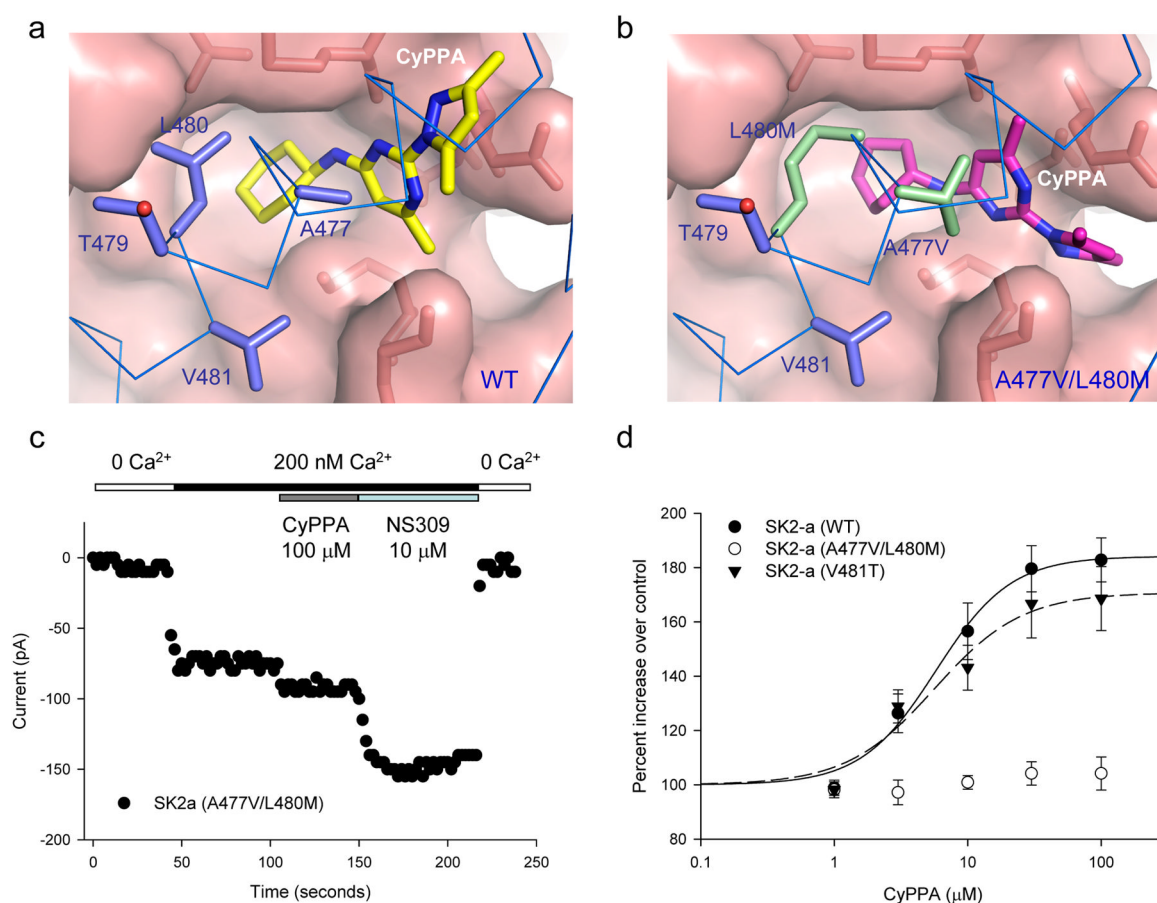 a
CyPPA
L480
T479
A477
V481
WT
b
L480M
CyPPA
T479
A477V
V481
A477V/L480M
c
0 Ca²⁺ 200 nM Ca²⁺ 0 Ca²⁺
CyPPA NS309
100 μM 10 μM
0
-50
-100
-150
-200
Current (pA)
SK2a (A477V/L480M)
0 50 100 150 200 250
Time (seconds)
d
200
180
160
140
120
100
80
Percent increase over control
SK2-a (WT)
SK2-a (A477V/L480M)
SK2-a (V481T)
0.1 1 10 100
CyPPA (μM)